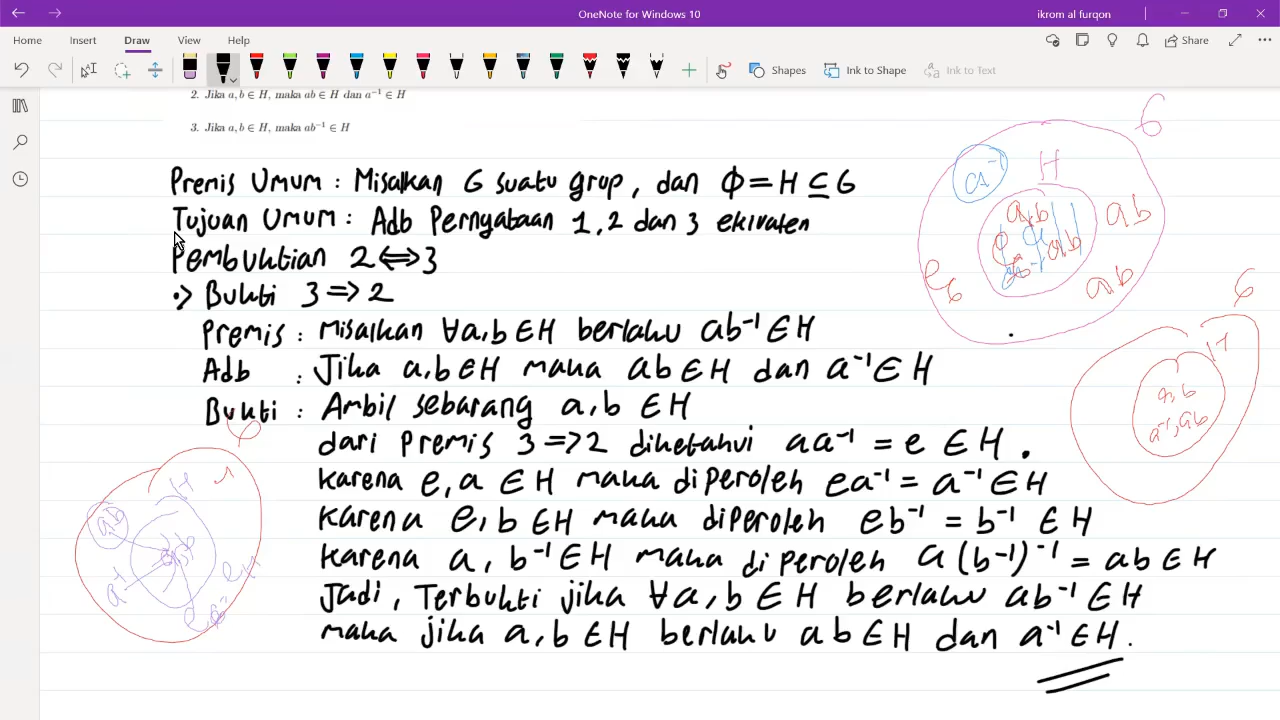 OneNote for Windows 10
ikrom al furqon
Home Insert Draw View Help
Share
Shapes
Ink to Shape
Ink to Text
2. Jika a, b ∈ H, maka ab ∈ H dan a⁻¹ ∈ H
3. Jika a, b ∈ H, maka ab⁻¹ ∈ H
Premis Umum : Misalkan G suatu grup, dan ϕ = H ⊆ G
Tujuan Umum : Adb Pernyataan 1, 2 dan 3 ekivalen
Pembuktian 2 ⟺ 3
•> Bukti 3 => 2
Premis : Misalkan ∀a, b ∈ H berlaku ab⁻¹ ∈ H
Adb : Jika a, b ∈ H maka ab ∈ H dan a⁻¹ ∈ H
Bukti : Ambil sebarang a, b ∈ H
dari Premis 3 => 2 diketahui aa⁻¹ = e ∈ H .
karena e, a ∈ H maka diperoleh ea⁻¹ = a⁻¹ ∈ H
karena e, b ∈ H maka diperoleh eb⁻¹ = b⁻¹ ∈ H
karena a, b⁻¹ ∈ H maka diperoleh a(b⁻¹)⁻¹ = ab ∈ H
Jadi, Terbukti jika ∀a, b ∈ H berlaku ab⁻¹ ∈ H
maka jika a, b ∈ H berlaku ab ∈ H dan a⁻¹ ∈ H .
G
H
a⁻¹
a, b
ab
ab
ab
G
H
a, b
a⁻¹, ab
G
H
ab
a⁻¹